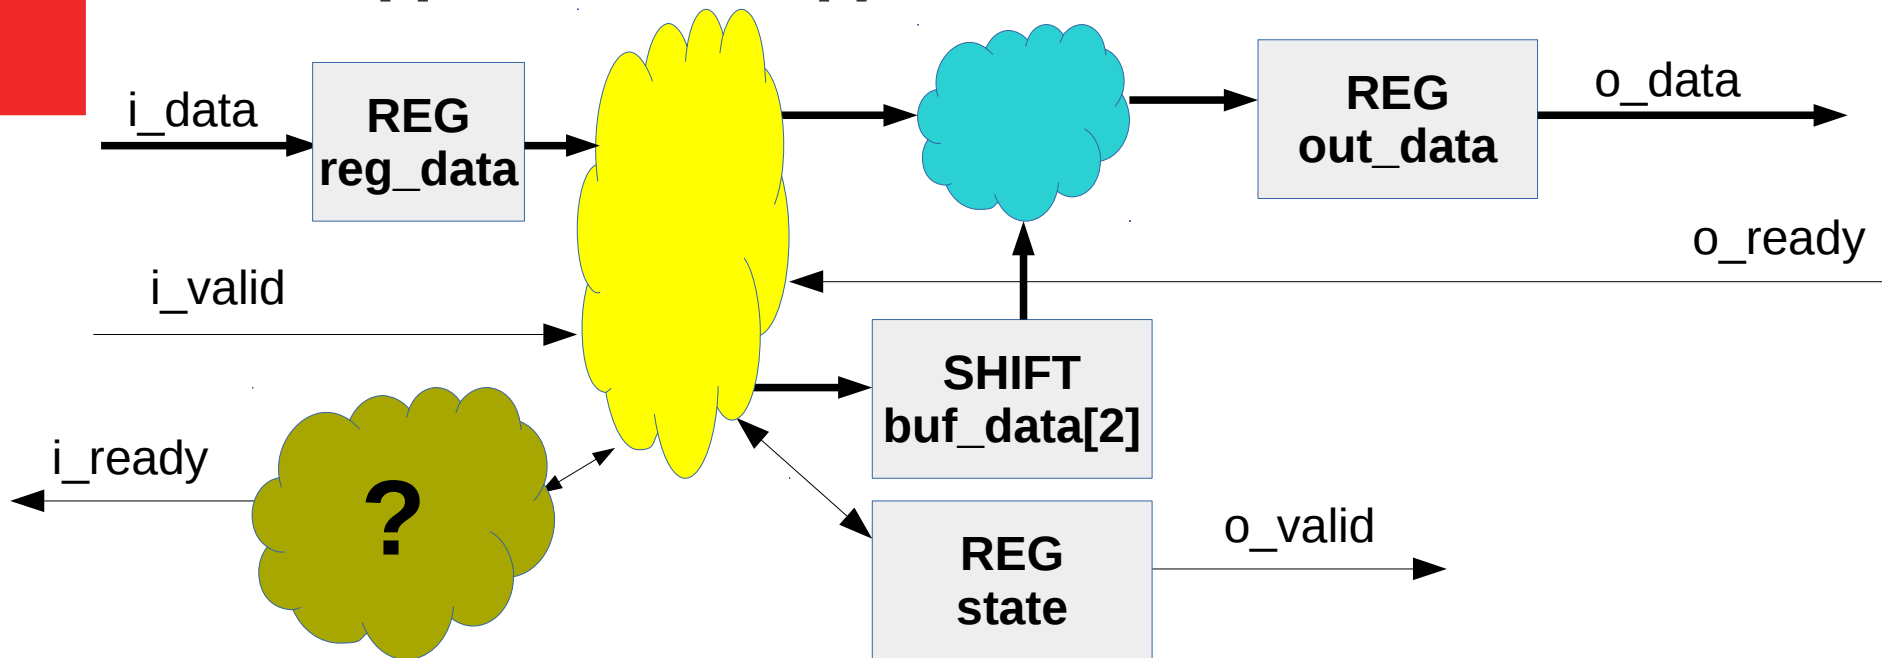 i_data
REG
reg_data
REG
out_data
o_data
o_ready
i_valid
SHIFT
buf_data[2]
i_ready
?
REG
state
o_valid